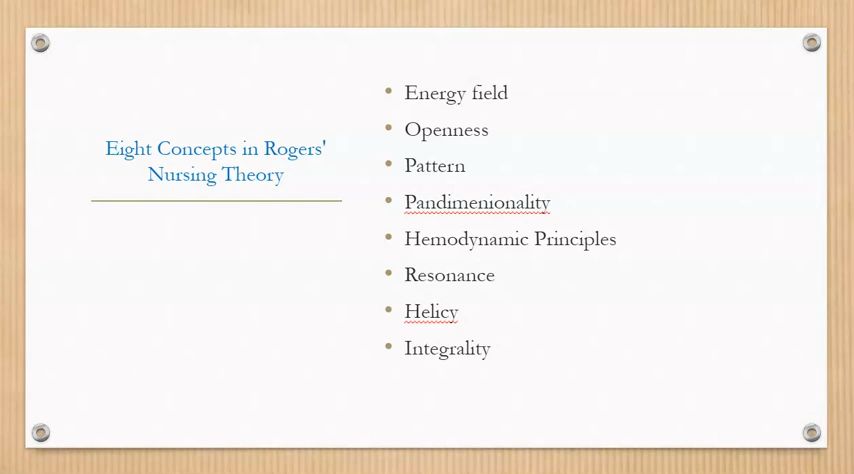 Eight Concepts in Rogers'
Nursing Theory
• Energy field
• Openness
• Pattern
• Pandimenionality
• Hemodynamic Principles
• Resonance
• Helicy
• Integrality